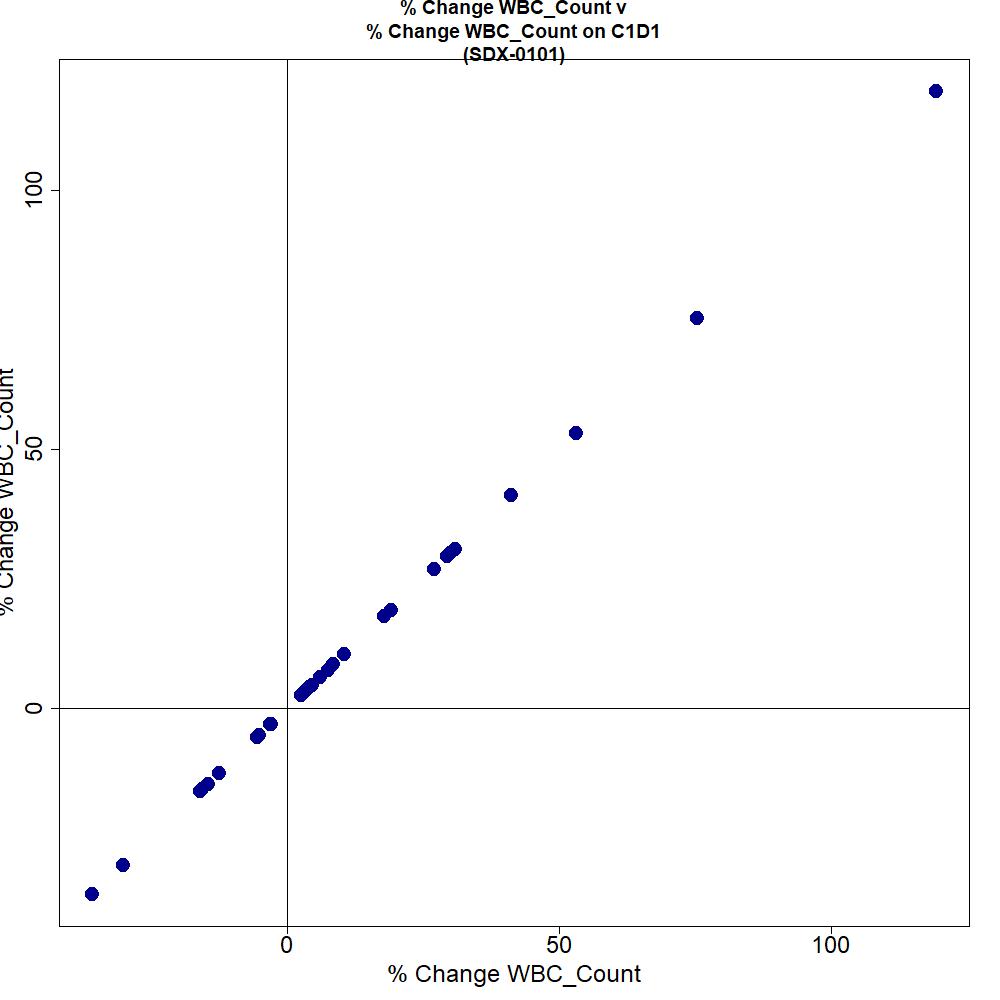 % Change WBC_Count v
% Change WBC_Count on C1D1
(SDX-0101)
100
50
0
% Change WBC_Count
0
50
100
% Change WBC_Count